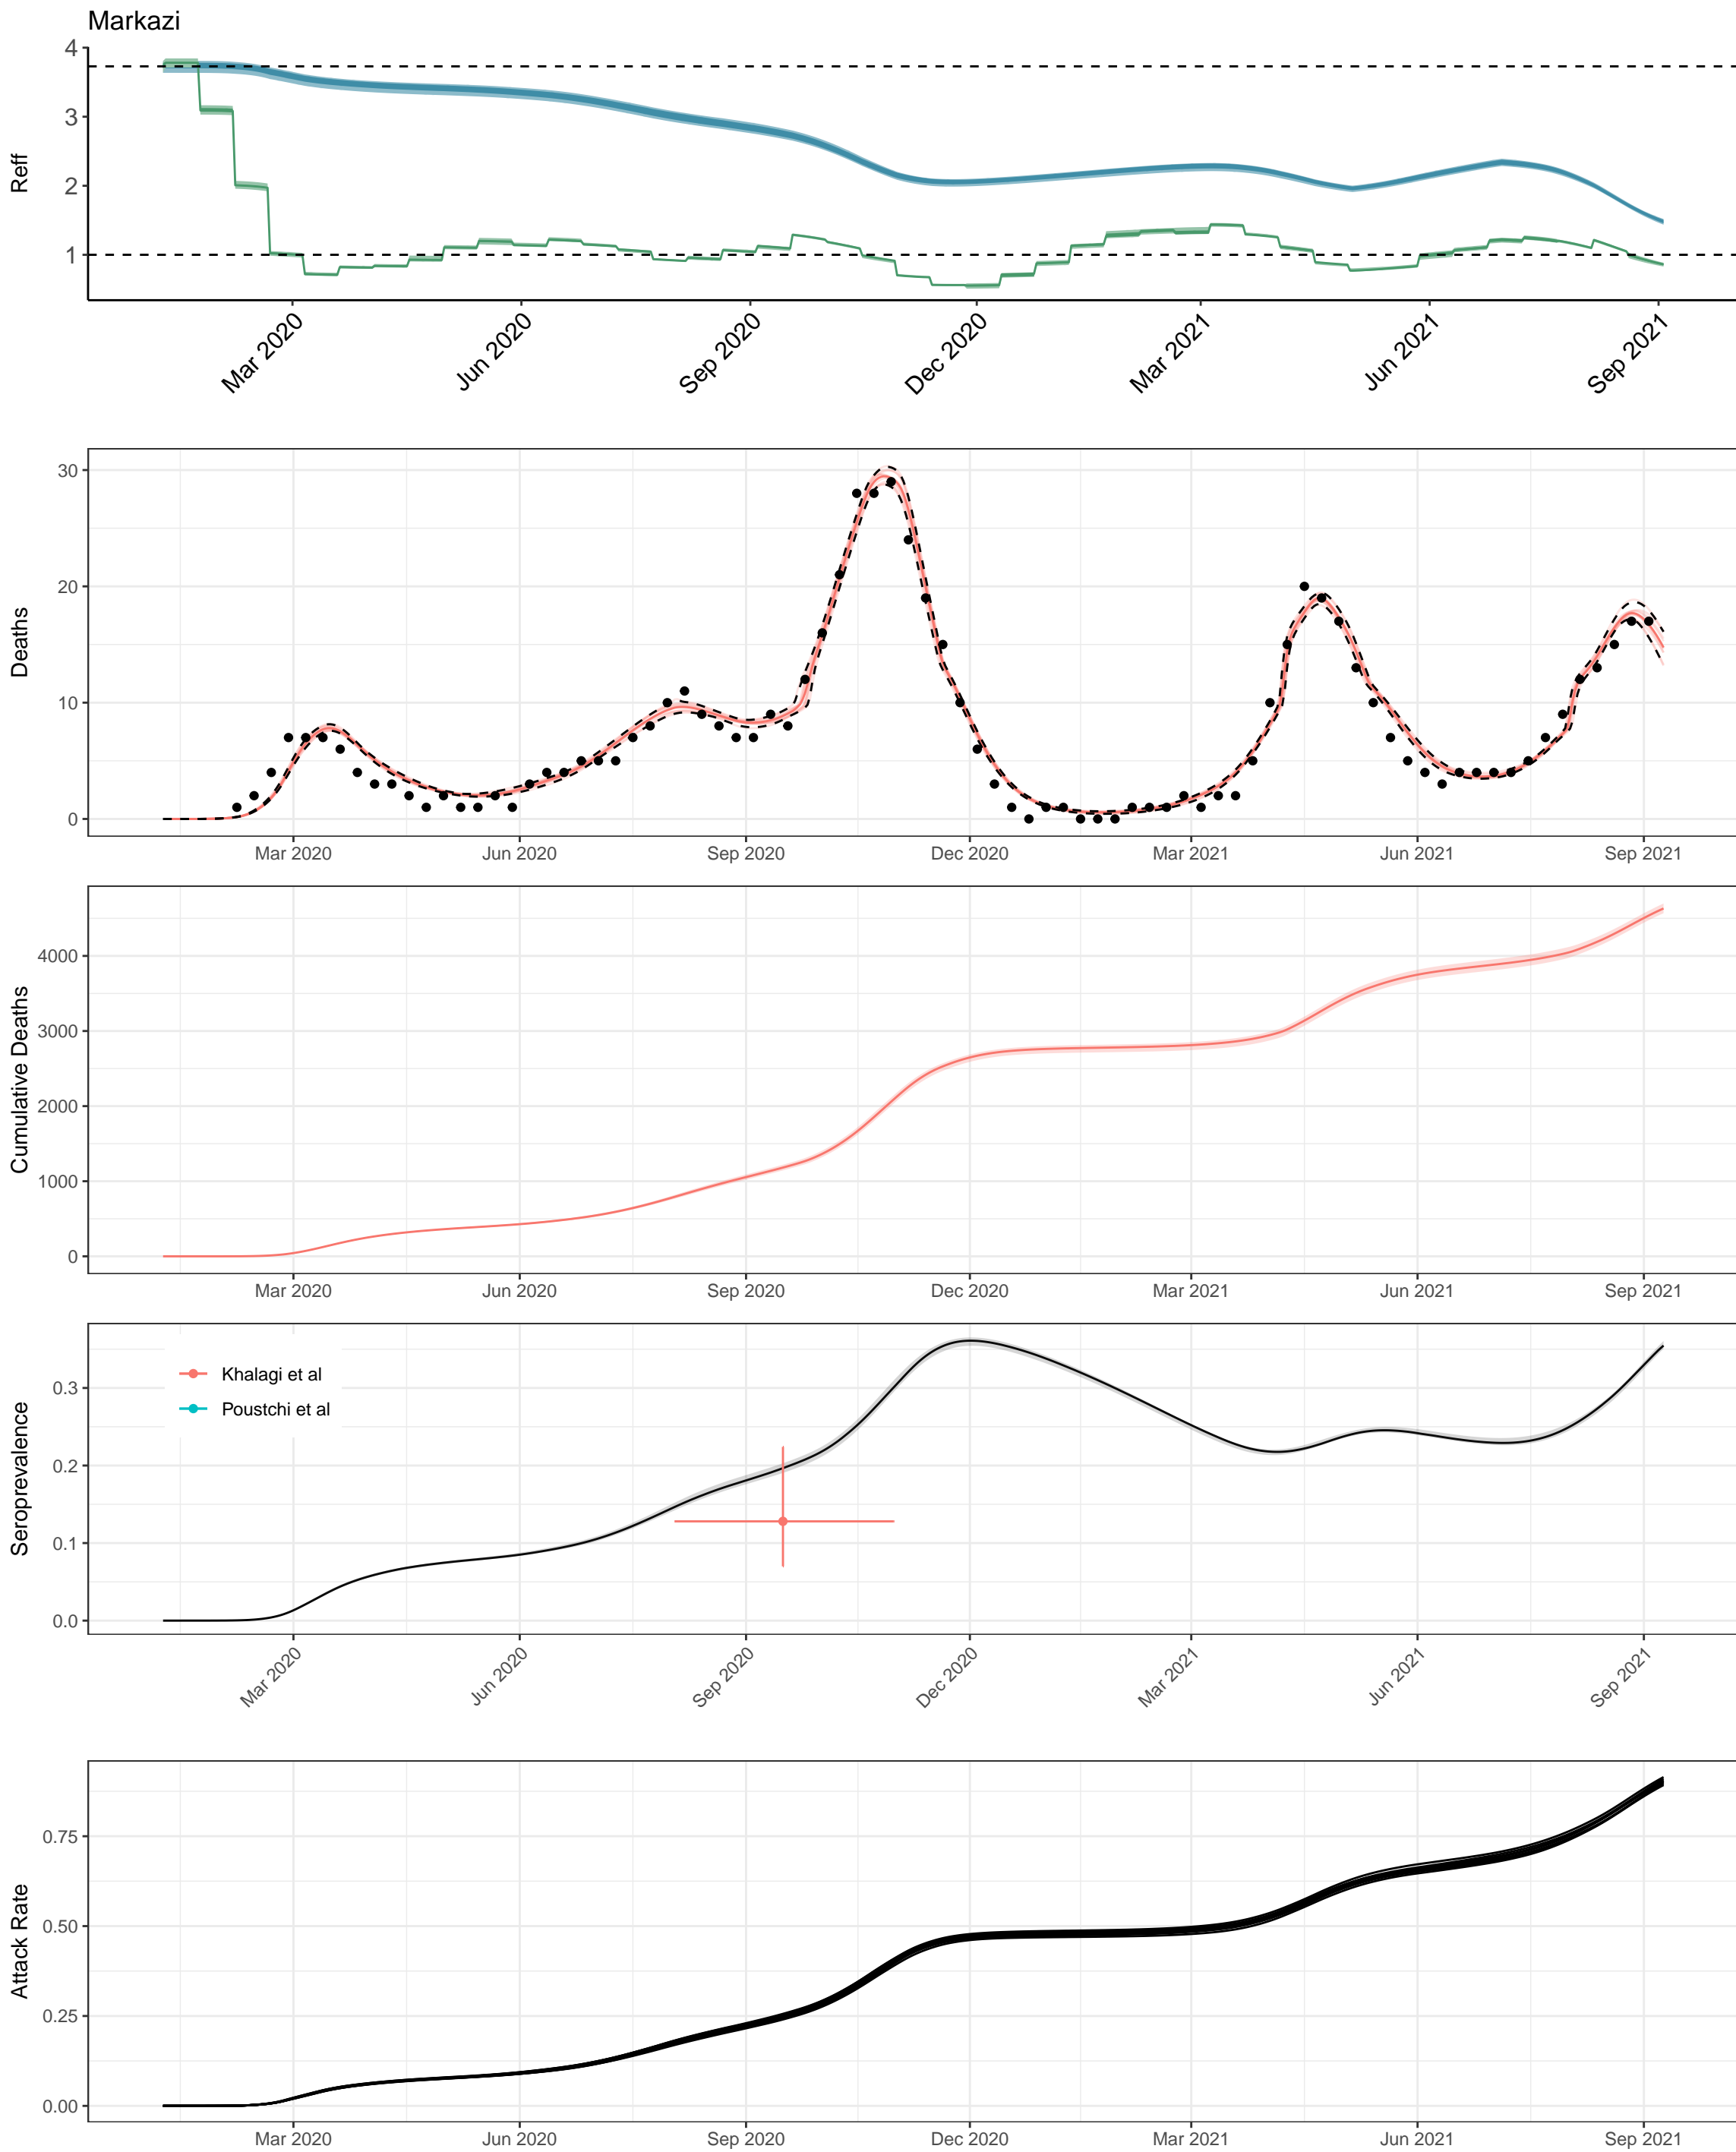 Markazi
Reff
4
3
2
1
Mar 2020
Jun 2020
Sep 2020
Dec 2020
Mar 2021
Jun 2021
Sep 2021
Deaths
30
20
10
0
Mar 2020
Jun 2020
Sep 2020
Dec 2020
Mar 2021
Jun 2021
Sep 2021
Cumulative Deaths
4000
3000
2000
1000
0
Mar 2020
Jun 2020
Sep 2020
Dec 2020
Mar 2021
Jun 2021
Sep 2021
Seroprevalence
0.3
0.2
0.1
0.0
Khalagi et al
Poustchi et al
Mar 2020
Jun 2020
Sep 2020
Dec 2020
Mar 2021
Jun 2021
Sep 2021
Attack Rate
0.75
0.50
0.25
0.00
Mar 2020
Jun 2020
Sep 2020
Dec 2020
Mar 2021
Jun 2021
Sep 2021